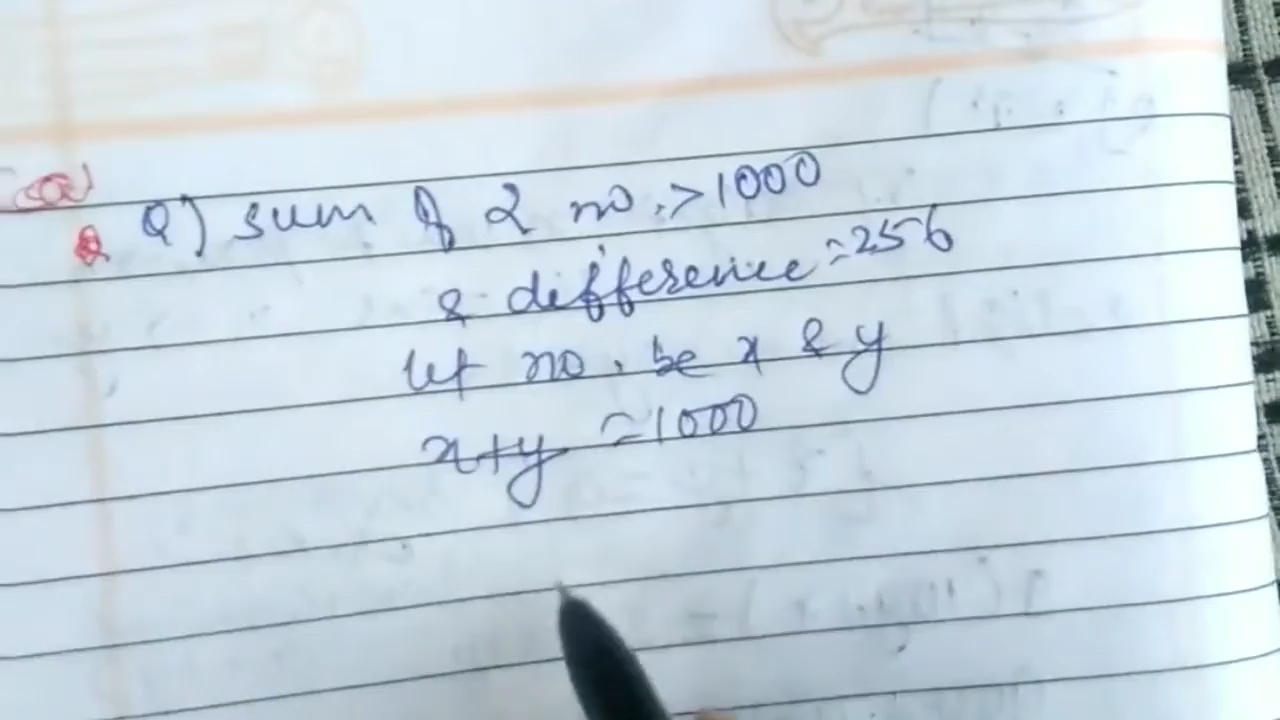 Q) sum of 2 no. > 1000
& difference = 256
let no. be x & y
x+y = 1000